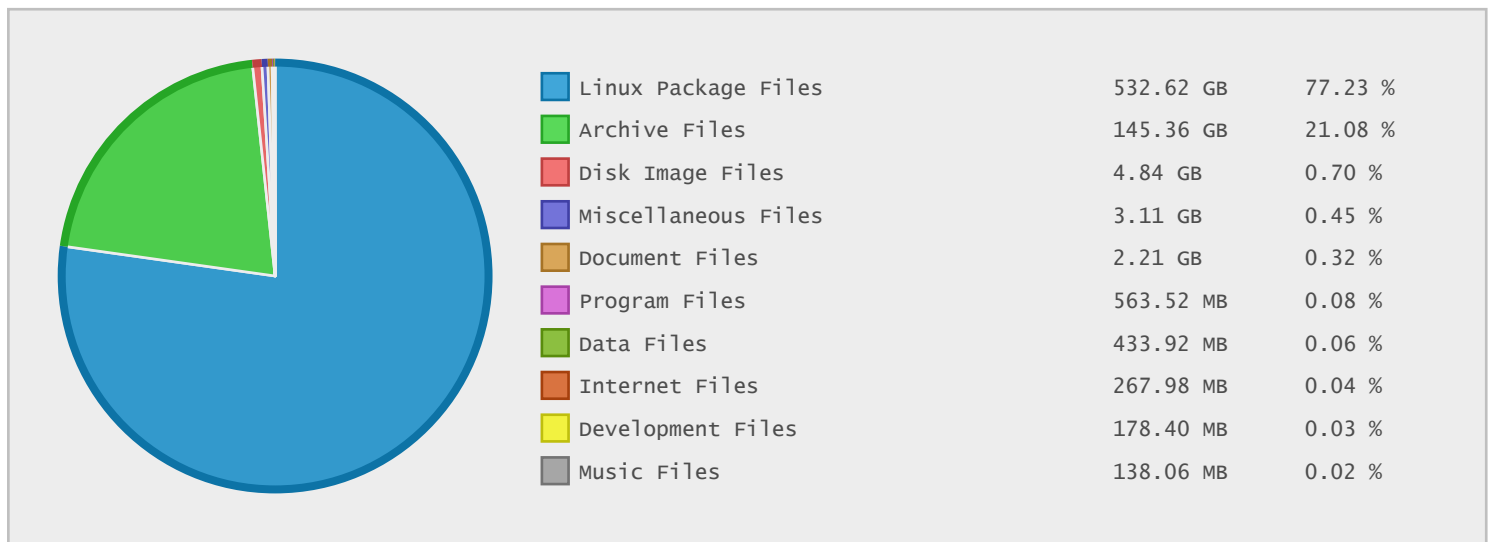 Linux Package Files 532.62 GB 77.23 %
Archive Files 145.36 GB 21.08 %
Disk Image Files 4.84 GB 0.70 %
Miscellaneous Files 3.11 GB 0.45 %
Document Files 2.21 GB 0.32 %
Program Files 563.52 MB 0.08 %
Data Files 433.92 MB 0.06 %
Internet Files 267.98 MB 0.04 %
Development Files 178.40 MB 0.03 %
Music Files 138.06 MB 0.02 %